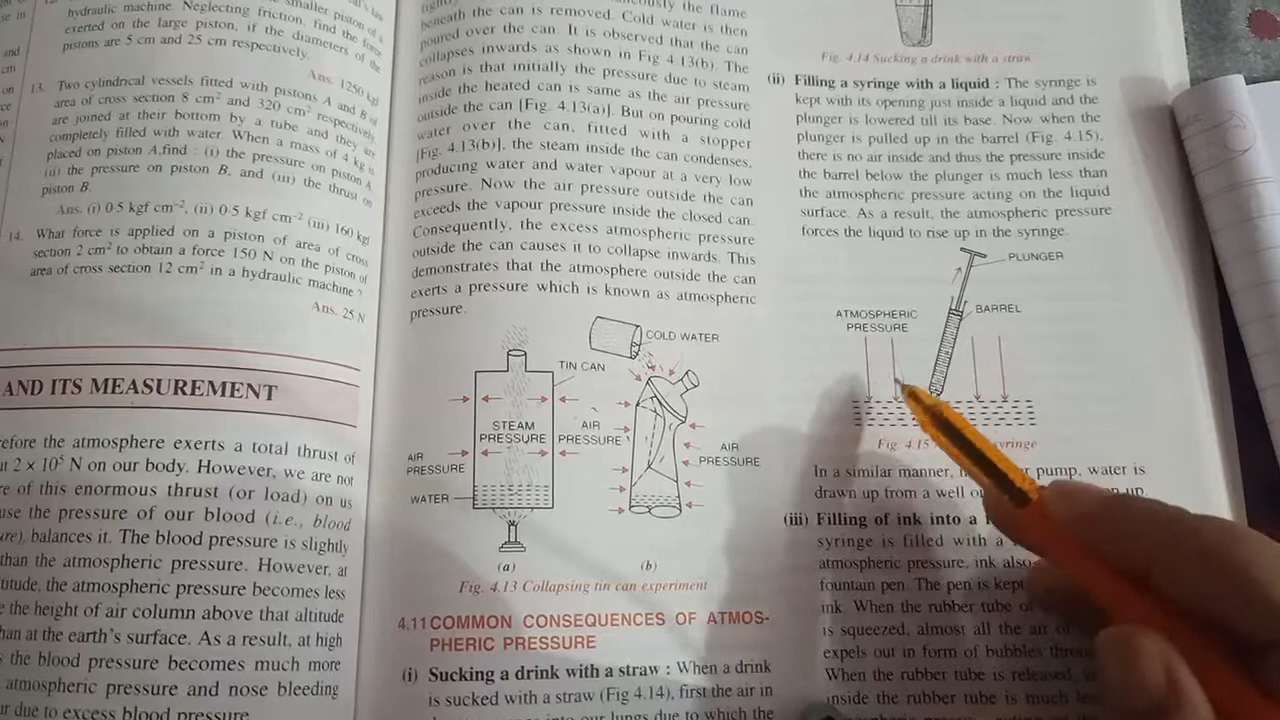 smaller piston of a
hydraulic machine. Neglecting friction, find the force
exerted on the large piston, if the diameters of the
pistons are 5 cm and 25 cm respectively.
Ans. 1250 kgf
13. Two cylindrical vessels fitted with pistons A and B of
area of cross section 8 cm² and 320 cm² respectively,
are joined at their bottom by a tube and they are
completely filled with water. When a mass of 4 kg is
placed on piston A,find : (i) the pressure on piston A,
(ii) the pressure on piston B, and (iii) the thrust on
piston B.
Ans. (i) 0·5 kgf cm⁻², (ii) 0·5 kgf cm⁻² (iii) 160 kgf
14. What force is applied on a piston of area of cross
section 2 cm² to obtain a force 150 N on the piston of
area of cross section 12 cm² in a hydraulic machine ?
Ans. 25 N
AND ITS MEASUREMENT
efore the atmosphere exerts a total thrust of
2 × 10⁵ N on our body. However, we are not
re of this enormous thrust (or load) on us
use the pressure of our blood (i.e., blood
ure), balances it. The blood pressure is slightly
than the atmospheric pressure. However, at
titude, the atmospheric pressure becomes less
e the height of air column above that altitude
han at the earth's surface. As a result, at high
the blood pressure becomes much more
atmospheric pressure and nose bleeding
ur due to excess blood pressure.
the flame
beneath the can is removed. Cold water is then
poured over the can. It is observed that the can
collapses inwards as shown in Fig 4.13(b). The
reason is that initially the pressure due to steam
inside the heated can is same as the air pressure
outside the can [Fig. 4.13(a)]. But on pouring cold
water over the can, fitted with a stopper
[Fig. 4.13(b)], the steam inside the can condenses,
producing water and water vapour at a very low
pressure. Now the air pressure outside the can
exceeds the vapour pressure inside the closed can.
Consequently, the excess atmospheric pressure
outside the can causes it to collapse inwards. This
demonstrates that the atmosphere outside the can
exerts a pressure which is known as atmospheric
pressure.
COLD WATER
TIN CAN
STEAM
PRESSURE
AIR
PRESSURE
AIR
PRESSURE
AIR
PRESSURE
WATER
(a)
(b)
Fig. 4.13 Collapsing tin can experiment
4.11 COMMON CONSEQUENCES OF ATMOS-
PHERIC PRESSURE
(i) Sucking a drink with a straw : When a drink
is sucked with a straw (Fig 4.14), first the air in
our lungs due to which the
Fig. 4.14 Sucking a drink with a straw
(ii) Filling a syringe with a liquid : The syringe is
kept with its opening just inside a liquid and the
plunger is lowered till its base. Now when the
plunger is pulled up in the barrel (Fig. 4.15),
there is no air inside and thus the pressure inside
the barrel below the plunger is much less than
the atmospheric pressure acting on the liquid
surface. As a result, the atmospheric pressure
forces the liquid to rise up in the syringe.
PLUNGER
ATMOSPHERIC
PRESSURE
BARREL
Fig. 4.15 syringe
In a similar manner, pump, water is
drawn up from a well up.
(iii) Filling of ink into a
syringe is filled with a
atmospheric pressure, ink also
fountain pen. The pen is kept
ink. When the rubber tube of
is squeezed, almost all the air
expels out in form of bubbles
When the rubber tube is released,
inside the rubber tube is much